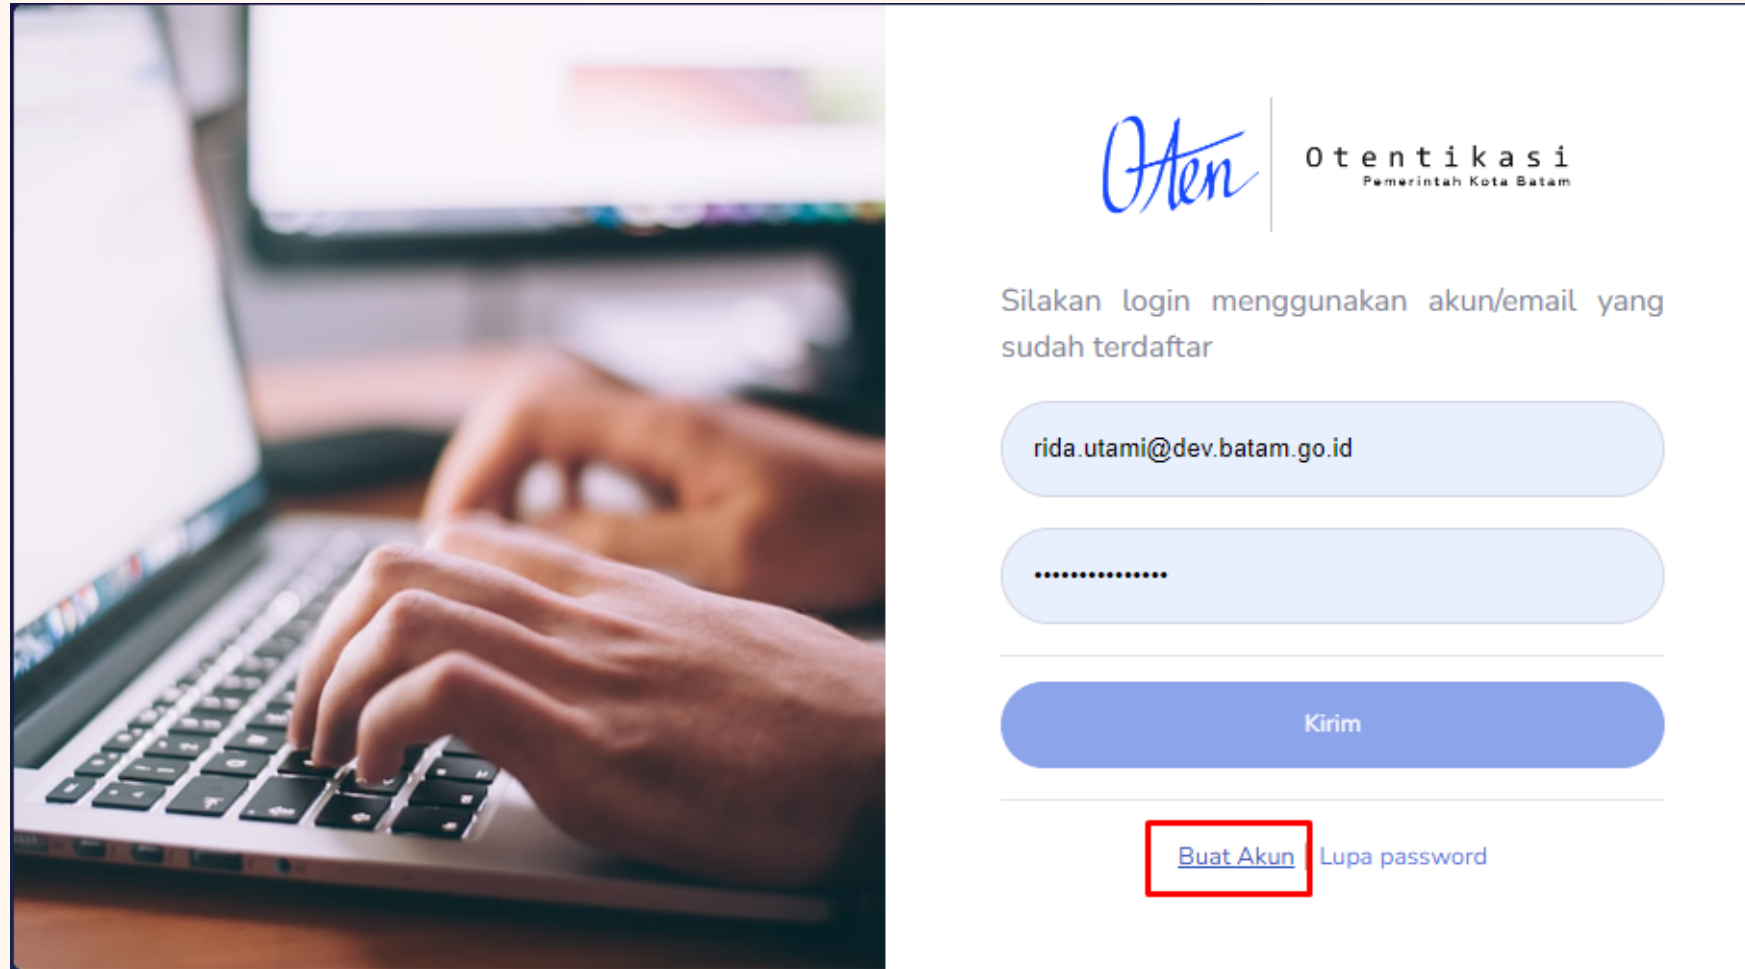 Oten
Otentikasi
Pemerintah Kota Batam
Silakan login menggunakan akun/email yang
sudah terdaftar
rida.utami@dev.batam.go.id
•••••••••••••••
Kirim
Buat Akun | Lupa password